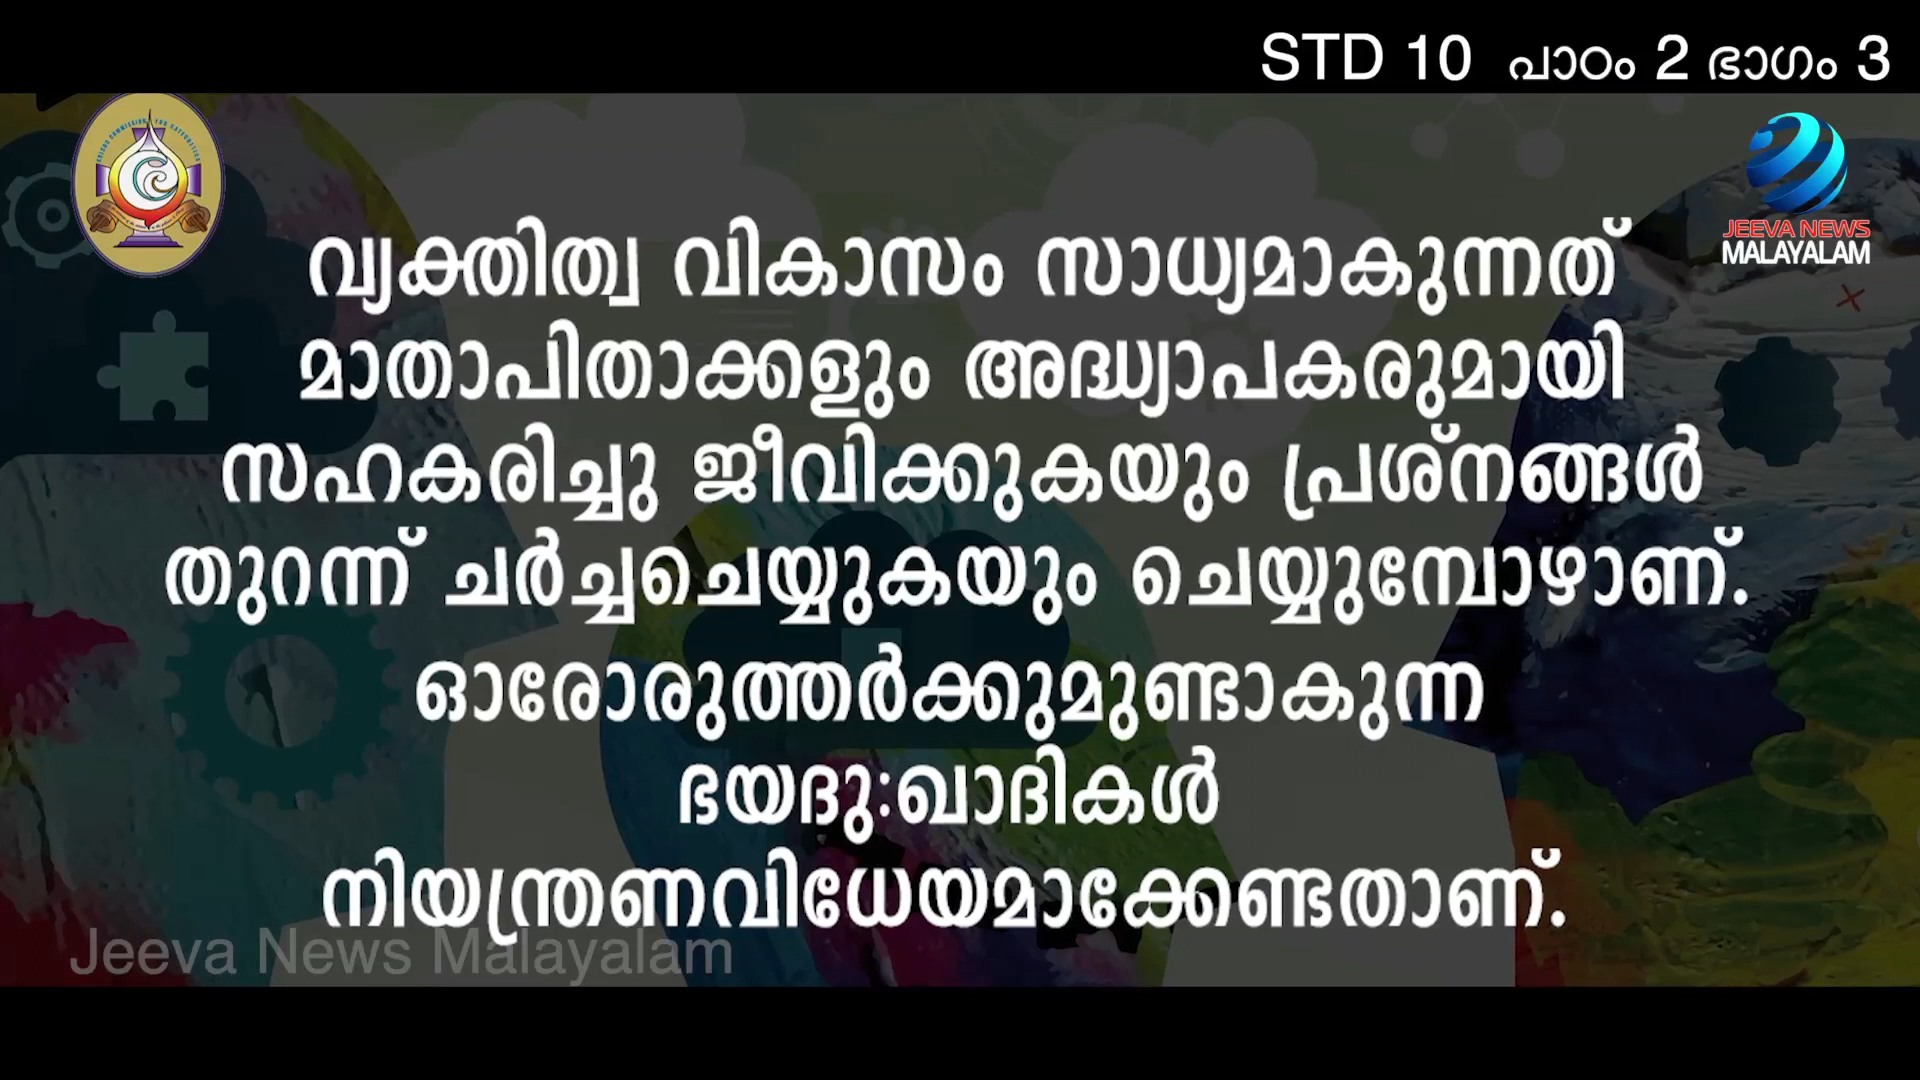 STD 10 പാഠം 2 ഭാഗം 3
JEEVA NEWS
MALAYALAM
വ്യക്തിത്വ വികാസം സാധ്യമാകുന്നത്
മാതാപിതാക്കളും അദ്ധ്യാപകരുമായി
സഹകരിച്ചു ജീവിക്കുകയും പ്രശ്നങ്ങൾ
തുറന്ന് ചർച്ചചെയ്യുകയും ചെയ്യുമ്പോഴാണ്.
ഓരോരുത്തർക്കുമുണ്ടാകുന്ന
ഭയദു:ഖാദികൾ
നിയന്ത്രണവിധേയമാക്കേണ്ടതാണ്.
Jeeva News Malayalam